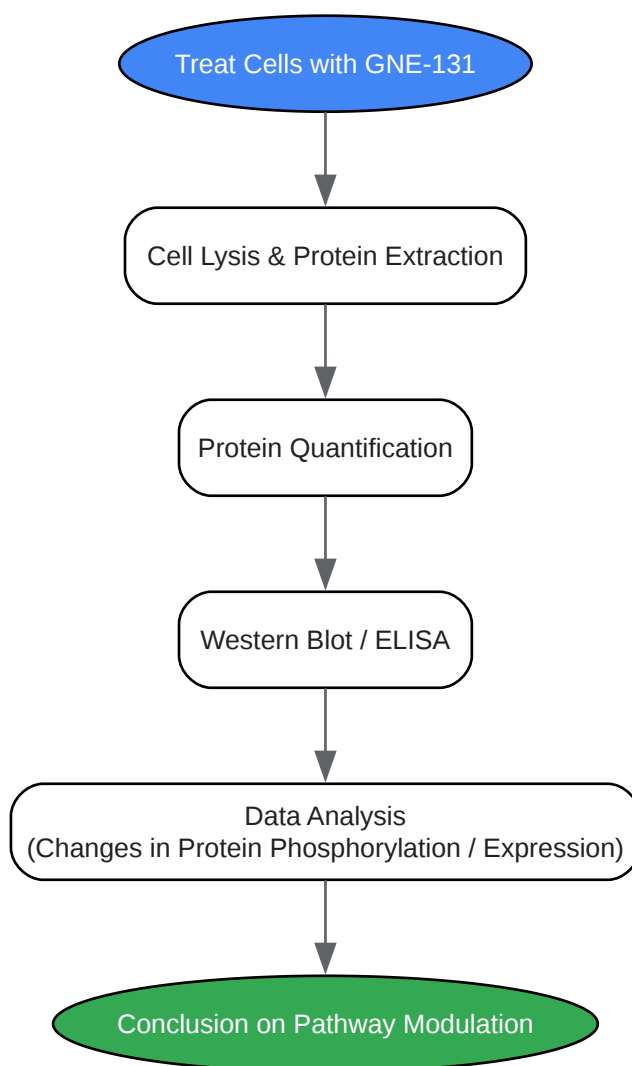 Treat Cells with GNE-131
Cell Lysis & Protein Extraction
Protein Quantification
Western Blot / ELISA
Data Analysis
(Changes in Protein Phosphorylation / Expression)
Conclusion on Pathway Modulation